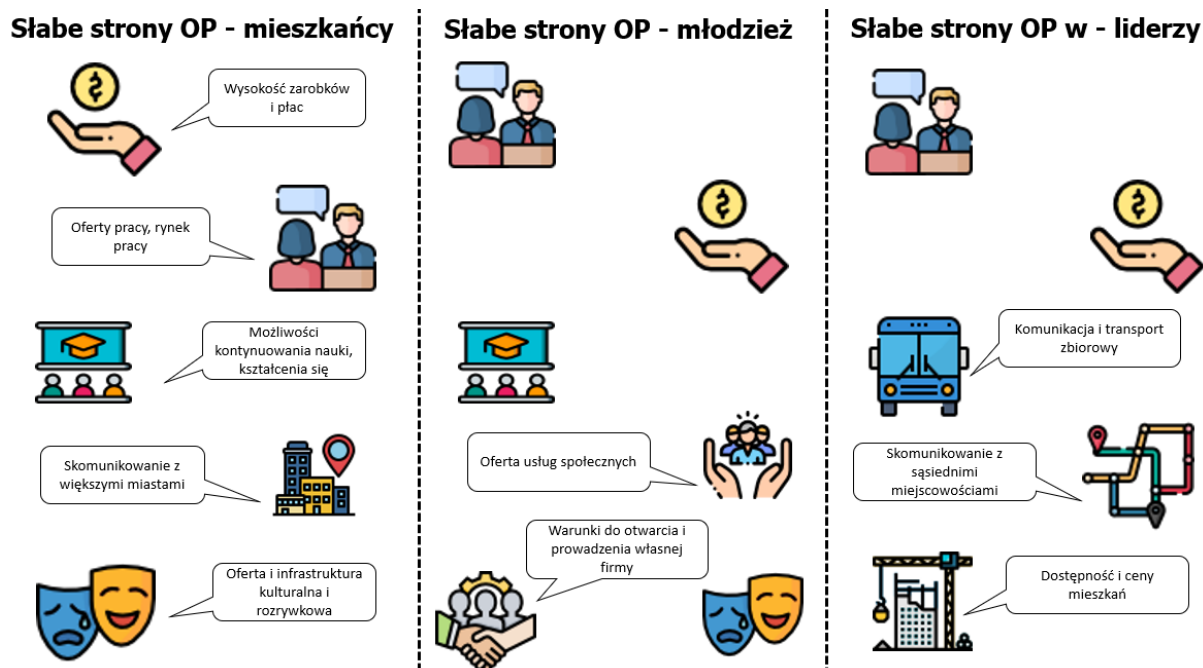 Słabe strony OP - mieszkańcy
Wysokość zarobków
i płac
Oferty pracy, rynek
pracy
Możliwości
kontynuowania nauki,
kształcenia się
Skomunikowanie z
większymi miastami
Oferta i infrastruktura
kulturalna i
rozrywkowa
Słabe strony OP - młodzież
Oferta usług społecznych
Warunki do otwarcia i
prowadzenia własnej
firmy
Słabe strony OP w - liderzy
Komunikacja i transport
zbiorowy
Skomunikowanie z
sąsiednimi
miejscowościami
Dostępność i ceny
mieszkań